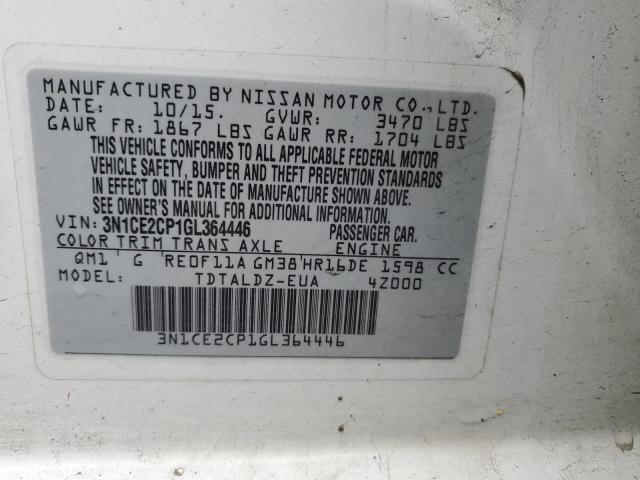 MANUFACTURED BY NISSAN MOTOR CO., LTD.
DATE: 10/15. GVWR: 3470 LBS
GAWR FR: 1867 LBS GAWR RR: 1704 LBS
THIS VEHICLE CONFORMS TO ALL APPLICABLE FEDERAL MOTOR
VEHICLE SAFETY, BUMPER AND THEFT PREVENTION STANDARDS
IN EFFECT ON THE DATE OF MANUFACTURE SHOWN ABOVE.
SEE OWNER'S MANUAL FOR ADDITIONAL INFORMATION.
VIN: 3N1CE2CP1GL364446 PASSENGER CAR.
COLOR TRIM TRANS AXLE ENGINE
QM1 G RE0F11A GM38 HR16DE 1598 CC
MODEL: TDTALDZ-EUA 4Z000
3N1CE2CP1GL364446